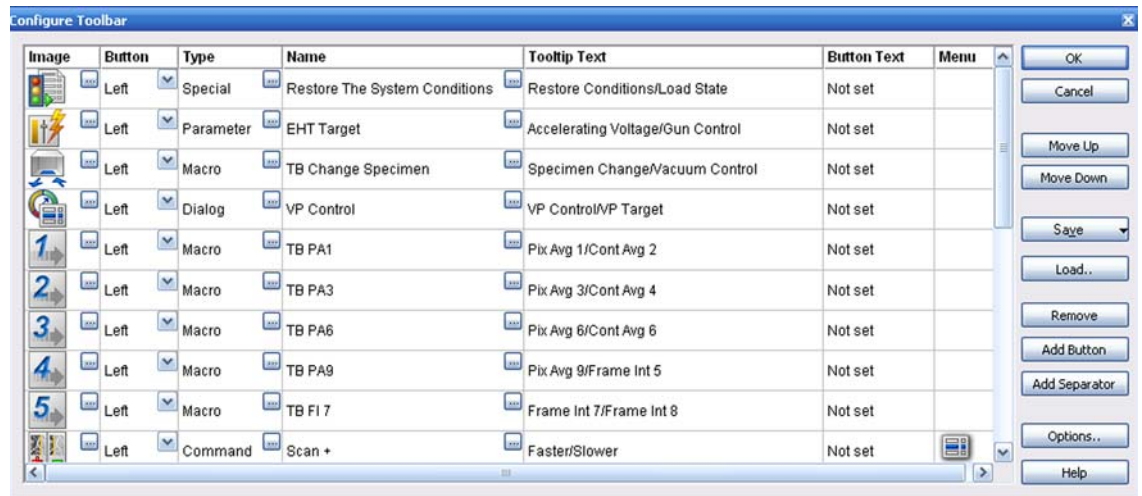 Configure Toolbar
Image Button Type Name Tooltip Text Button Text Menu
Left Special Restore The System Conditions Restore Conditions/Load State Not set
Left Parameter EHT Target Accelerating Voltage/Gun Control Not set
Left Macro TB Change Specimen Specimen Change/Vacuum Control Not set
Left Dialog VP Control VP Control/VP Target Not set
1 Left Macro TB PA1 Pix Avg 1/Cont Avg 2 Not set
2 Left Macro TB PA3 Pix Avg 3/Cont Avg 4 Not set
3 Left Macro TB PA6 Pix Avg 6/Cont Avg 6 Not set
4 Left Macro TB PA9 Pix Avg 9/Frame Int 5 Not set
5 Left Macro TB FI 7 Frame Int 7/Frame Int 8 Not set
Left Command Scan + Faster/Slower Not set
OK
Cancel
Move Up
Move Down
Save
Load..
Remove
Add Button
Add Separator
Options..
Help